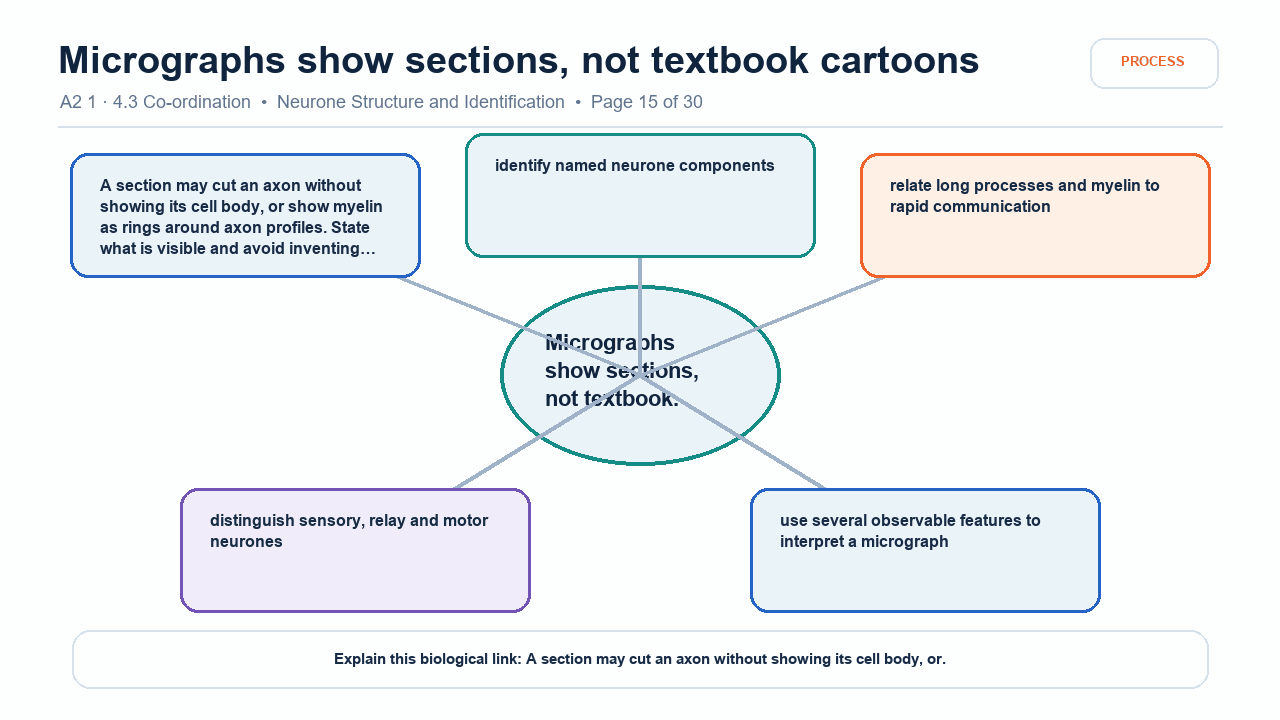 Micrographs show sections, not textbook cartoons
PROCESS
A2 1 · 4.3 Co-ordination • Neurone Structure and Identification • Page 15 of 30
A section may cut an axon without
showing its cell body, or show myelin
as rings around axon profiles. State
what is visible and avoid inventing…
identify named neurone components
relate long processes and myelin to
rapid communication
Micrographs
show sections,
not textbook.
distinguish sensory, relay and motor
neurones
use several observable features to
interpret a micrograph
Explain this biological link: A section may cut an axon without showing its cell body, or.